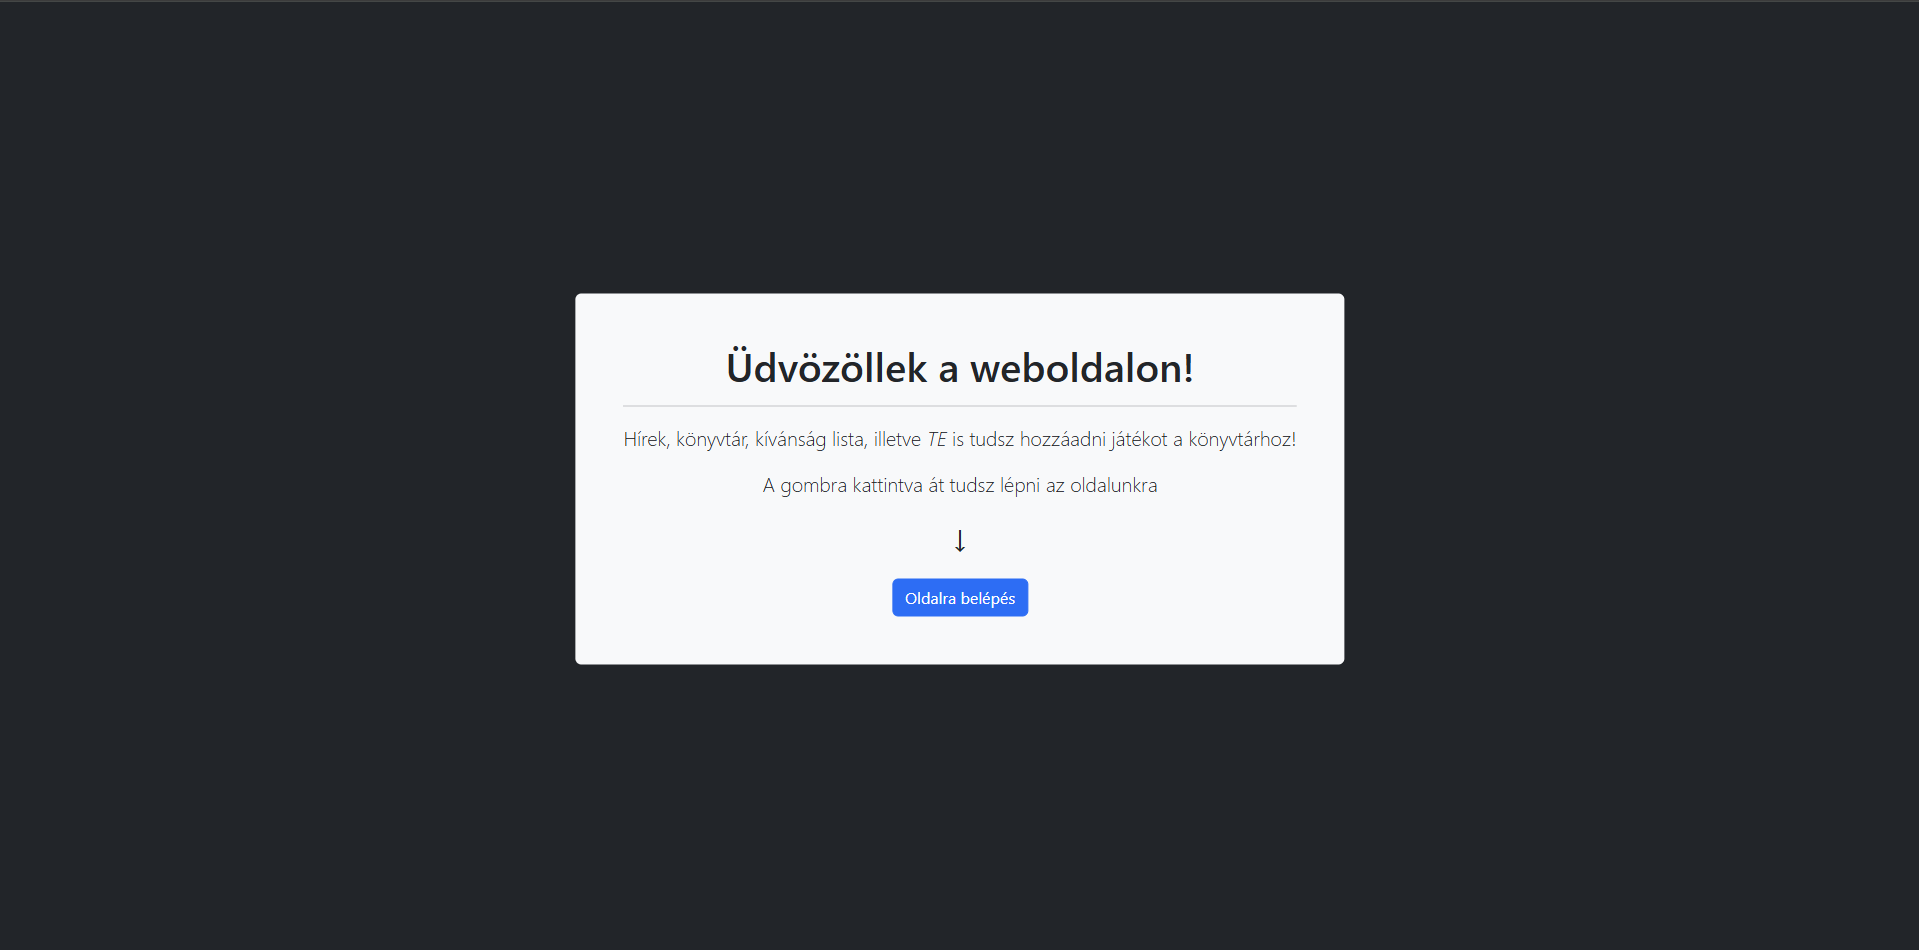 Üdvözöllek a weboldalon!
Hírek, könyvtár, kívánság lista, illetve TE is tudsz hozzáadni játékot a könyvtárhoz!
A gombra kattintva át tudsz lépni az oldalunkra
↓
Oldalra belépés